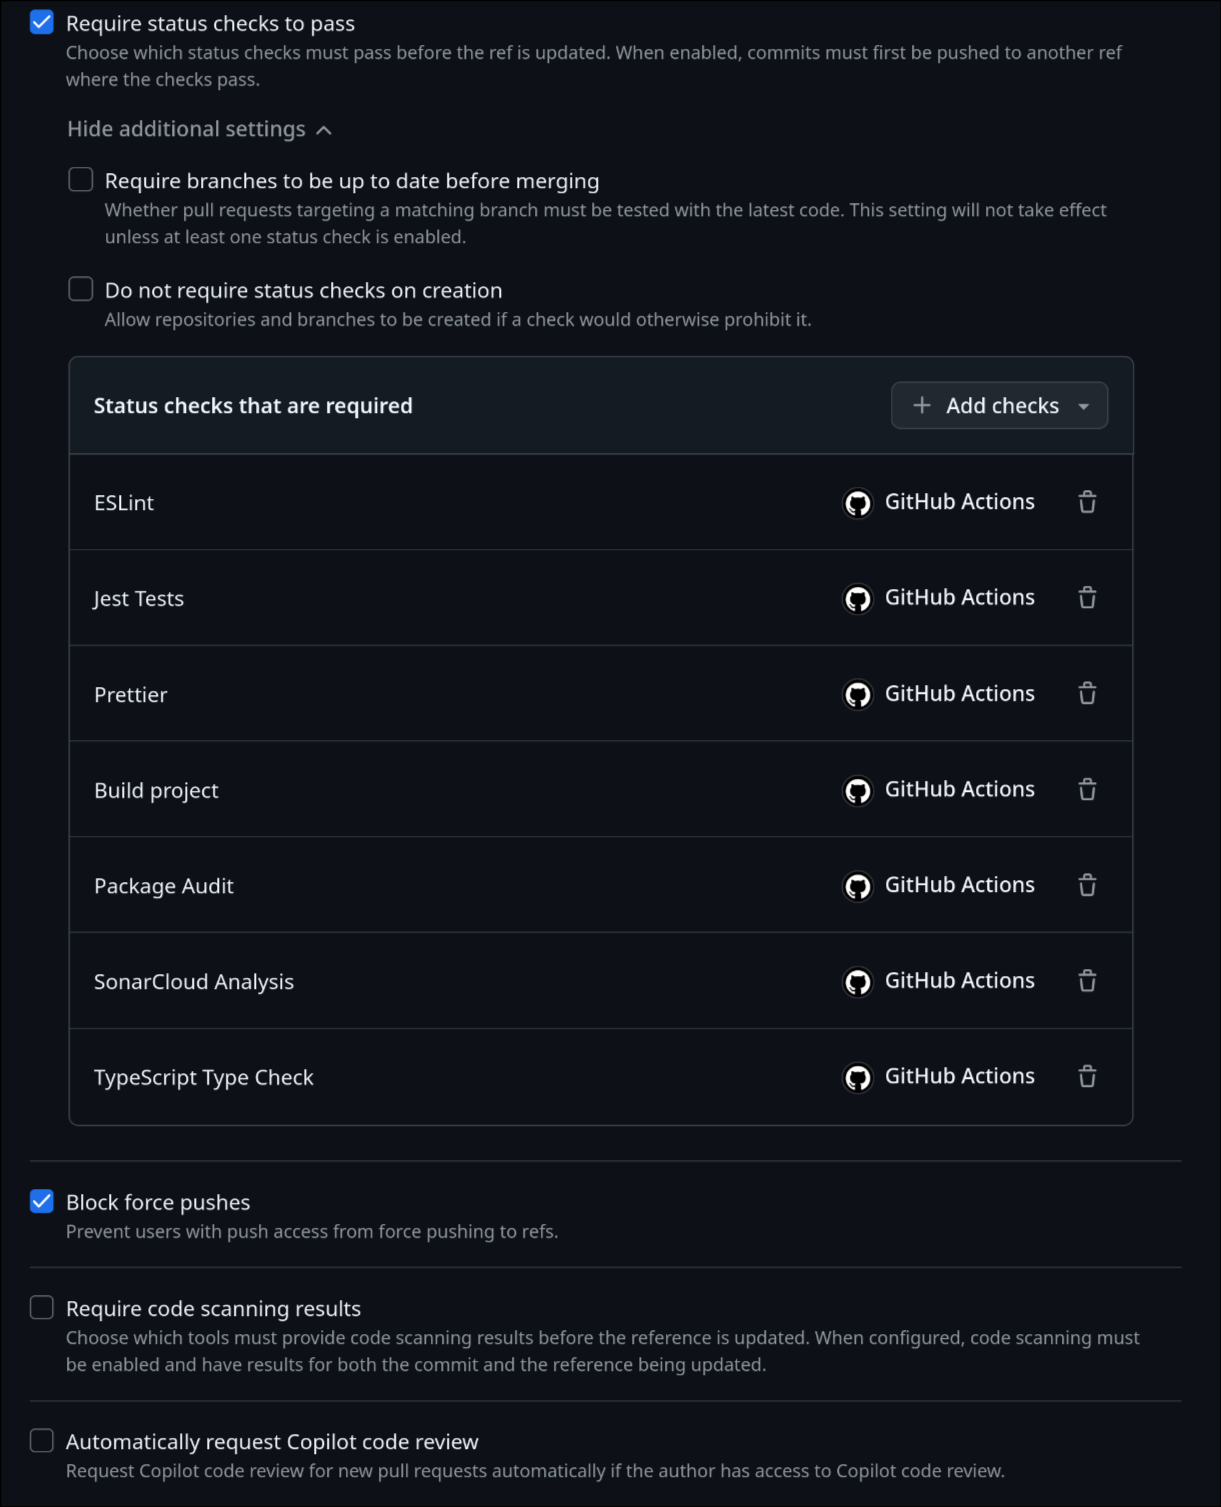 Require status checks to pass
Choose which status checks must pass before the ref is updated. When enabled, commits must first be pushed to another ref
where the checks pass.
Hide additional settings
Require branches to be up to date before merging
Whether pull requests targeting a matching branch must be tested with the latest code. This setting will not take effect
unless at least one status check is enabled.
Do not require status checks on creation
Allow repositories and branches to be created if a check would otherwise prohibit it.
Status checks that are required
Add checks
ESLint
GitHub Actions
Jest Tests
GitHub Actions
Prettier
GitHub Actions
Build project
GitHub Actions
Package Audit
GitHub Actions
SonarCloud Analysis
GitHub Actions
TypeScript Type Check
GitHub Actions
Block force pushes
Prevent users with push access from force pushing to refs.
Require code scanning results
Choose which tools must provide code scanning results before the reference is updated. When configured, code scanning must
be enabled and have results for both the commit and the reference being updated.
Automatically request Copilot code review
Request Copilot code review for new pull requests automatically if the author has access to Copilot code review.